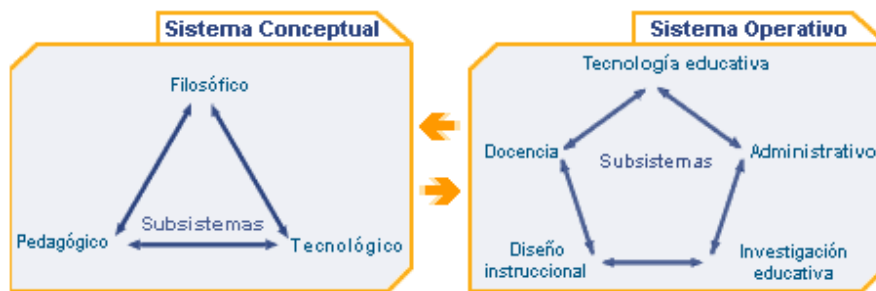 Sistema Conceptual
Filosófico
Subsistemas
Pedagógico
Tecnológico
Sistema Operativo
Tecnología educativa
Docencia
Subsistemas
Administrativo
Diseño
instruccional
Investigación
educativa